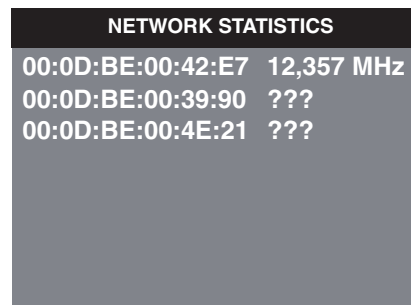 NETWORK STATISTICS
00:0D:BE:00:42:E7 12,357 MHz
00:0D:BE:00:39:90 ???
00:0D:BE:00:4E:21 ???